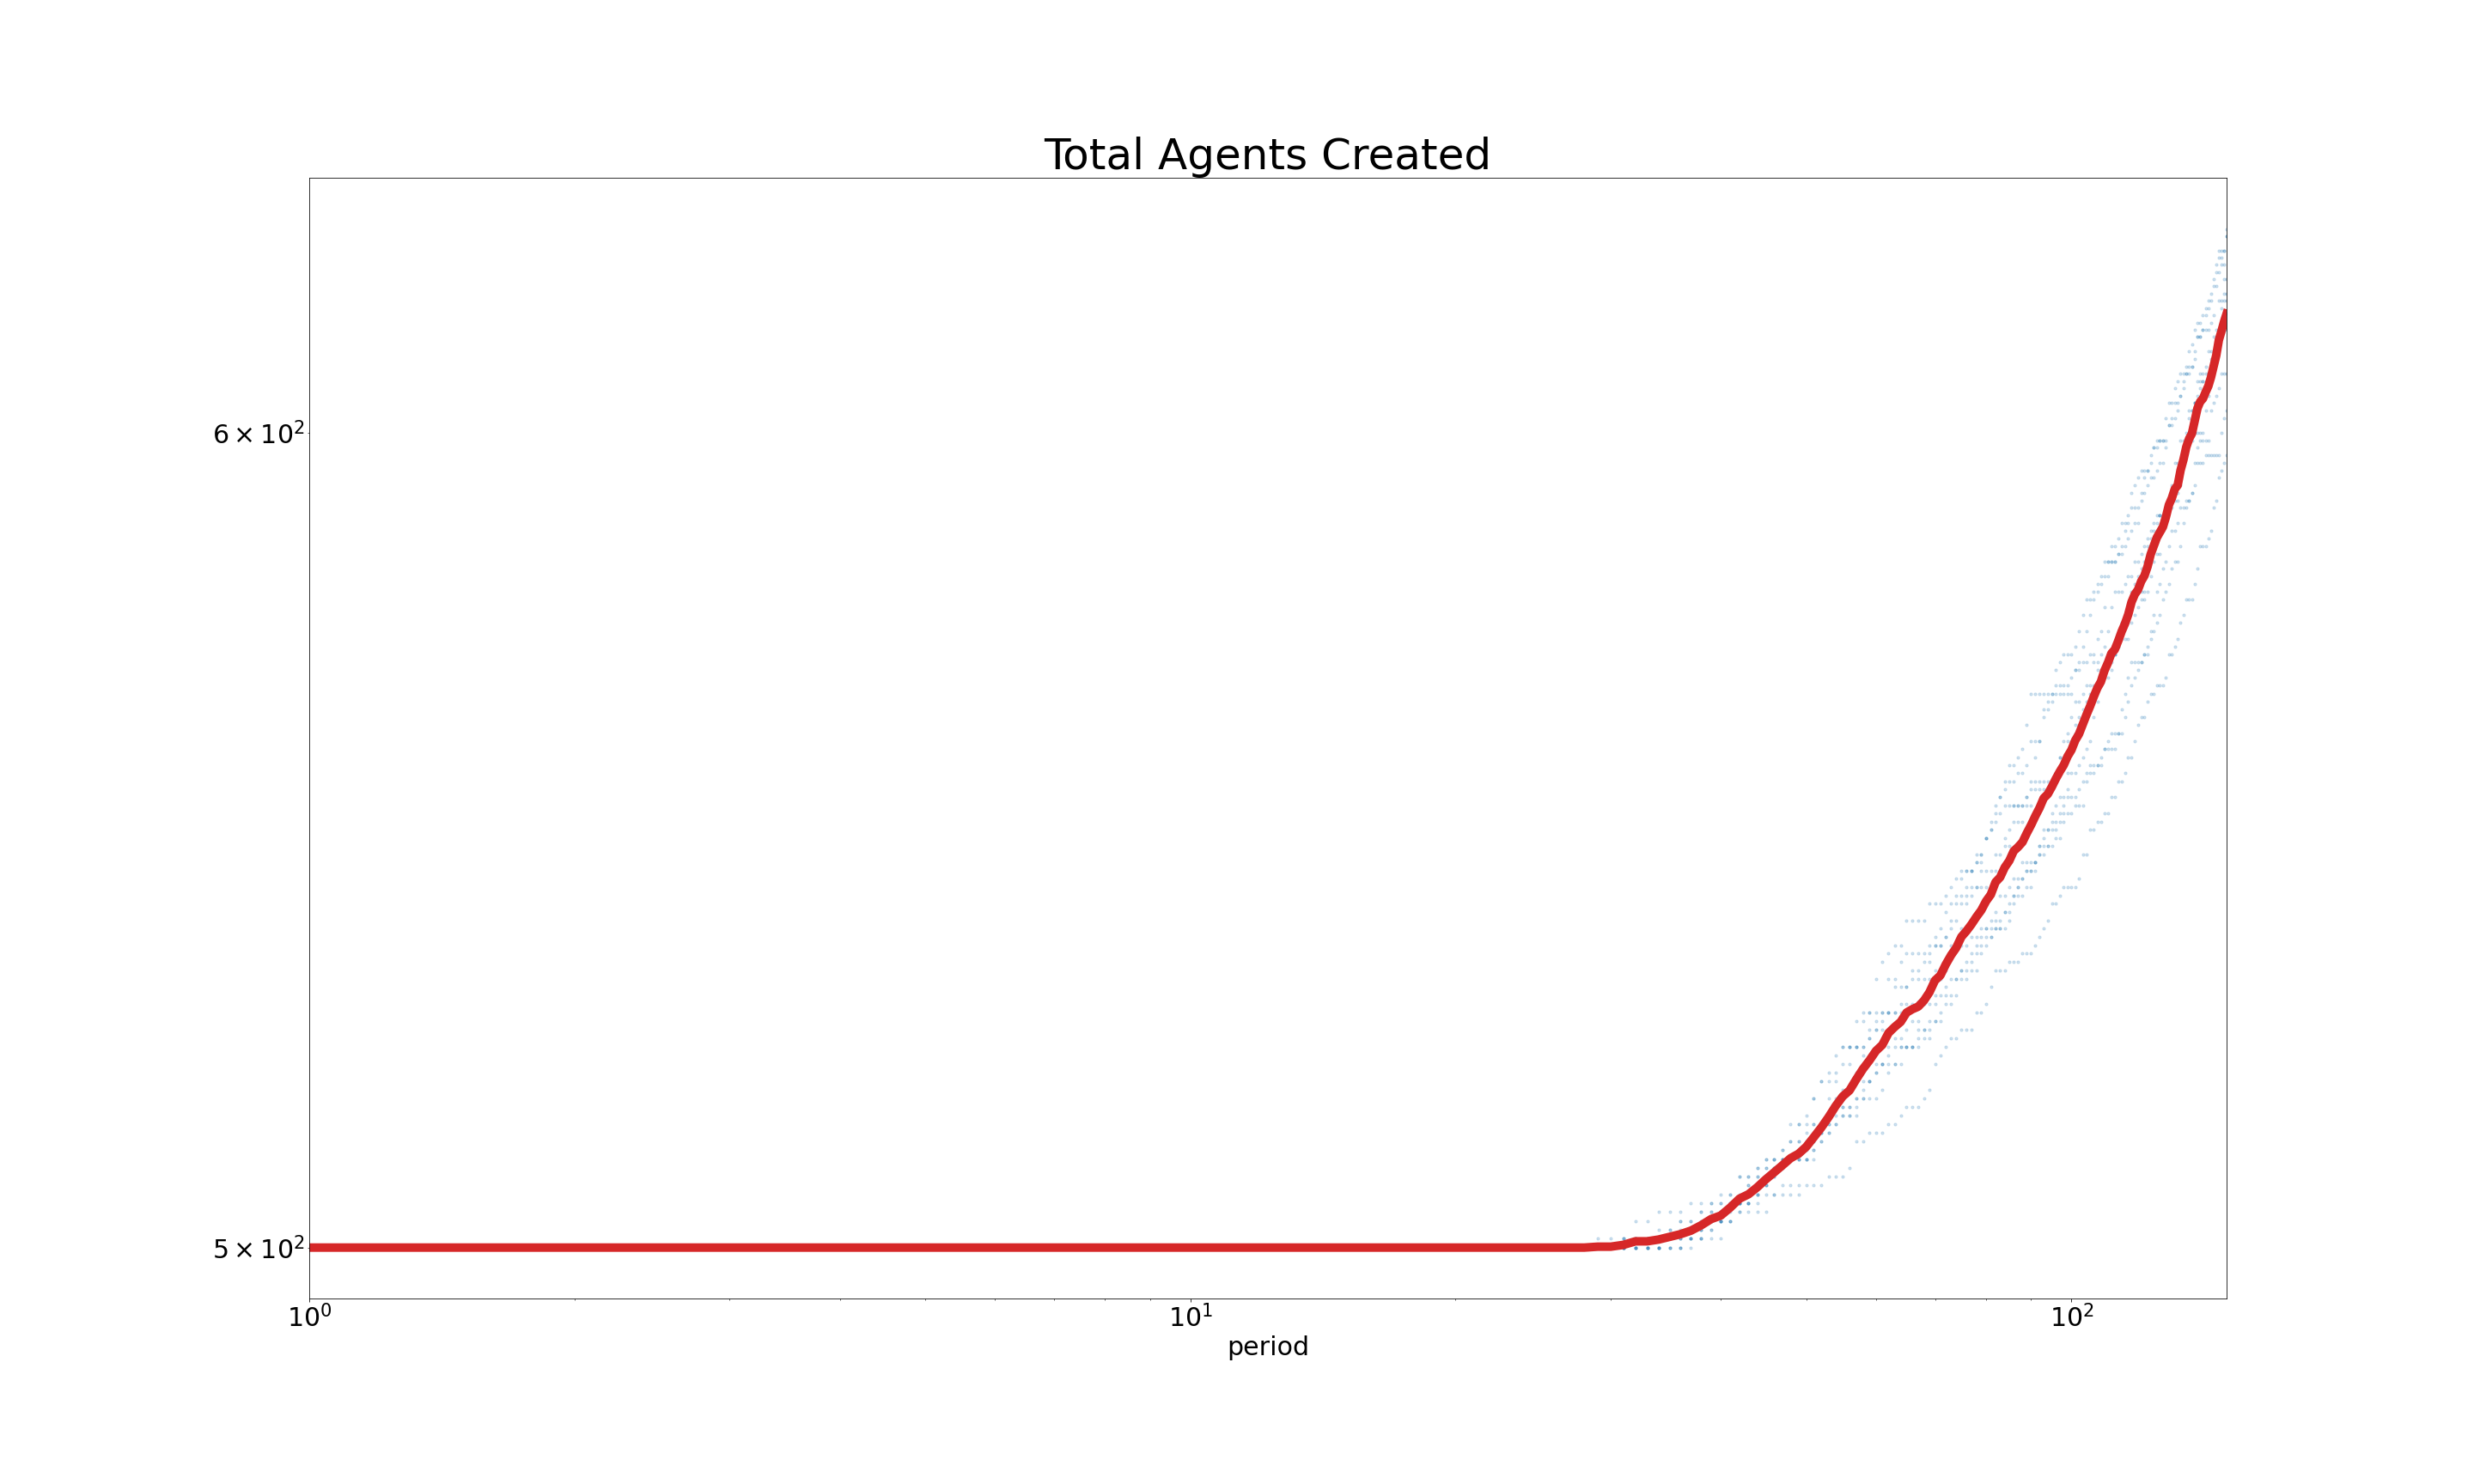 Total Agents Created
6 × 10²
5 × 10²
10⁰
10¹
10²
period